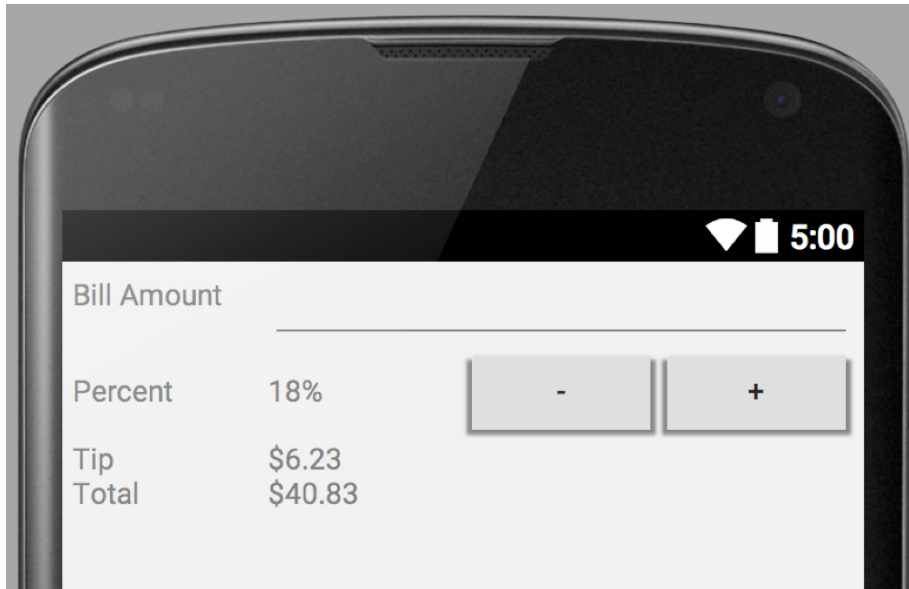 5:00
Bill Amount
Percent 18% - +
Tip $6.23
Total $40.83